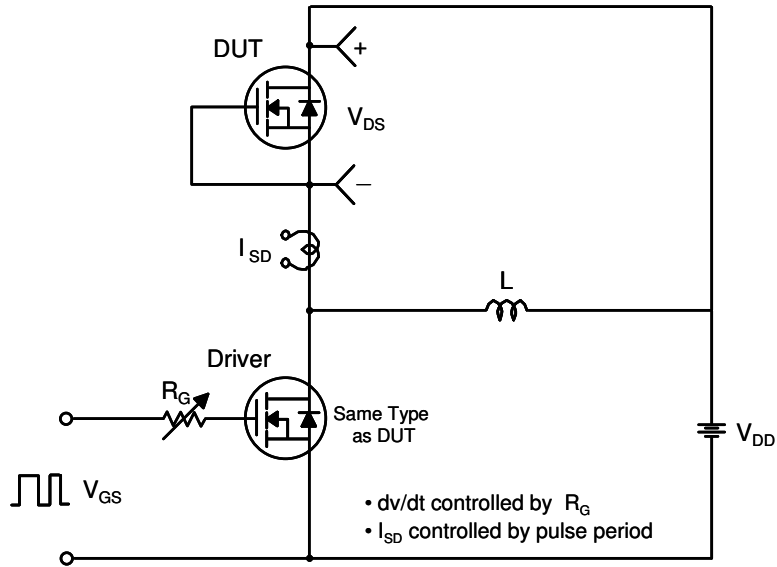 DUT
+
V_DS
–
I_SD
L
Driver
R_G
Same Type
as DUT
V_DD
V_GS
• dv/dt controlled by R_G
• I_SD controlled by pulse period